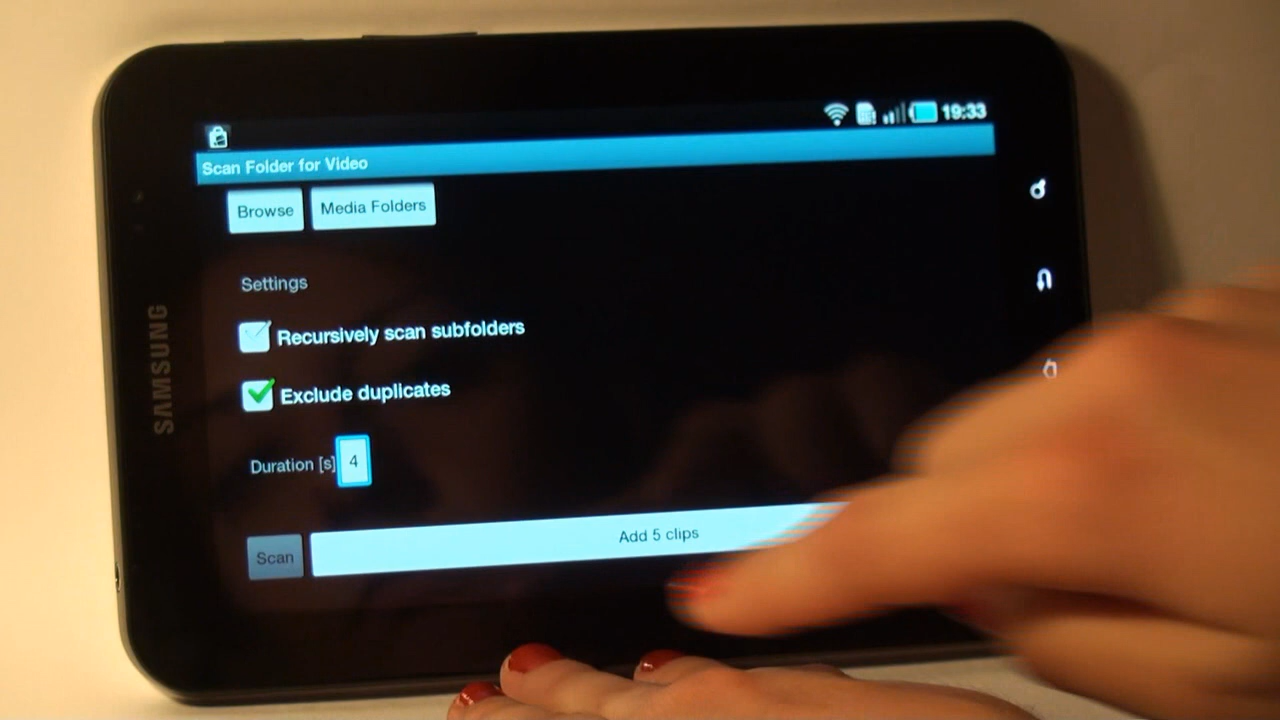 19:33
Scan Folder for Video
Browse
Media Folders
Settings
Recursively scan subfolders
Exclude duplicates
Duration [s] 4
Scan
Add 5 clips
SAMSUNG